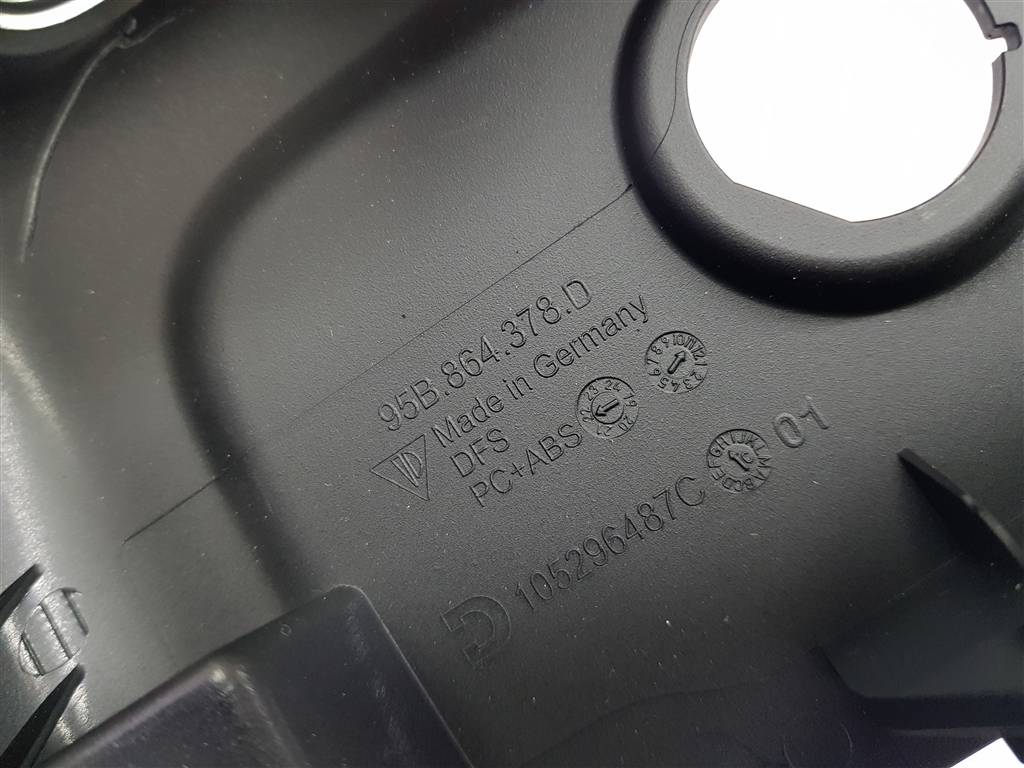 95B.864.378.D
Made in Germany
DFS
PC+ABS
105296487C
01